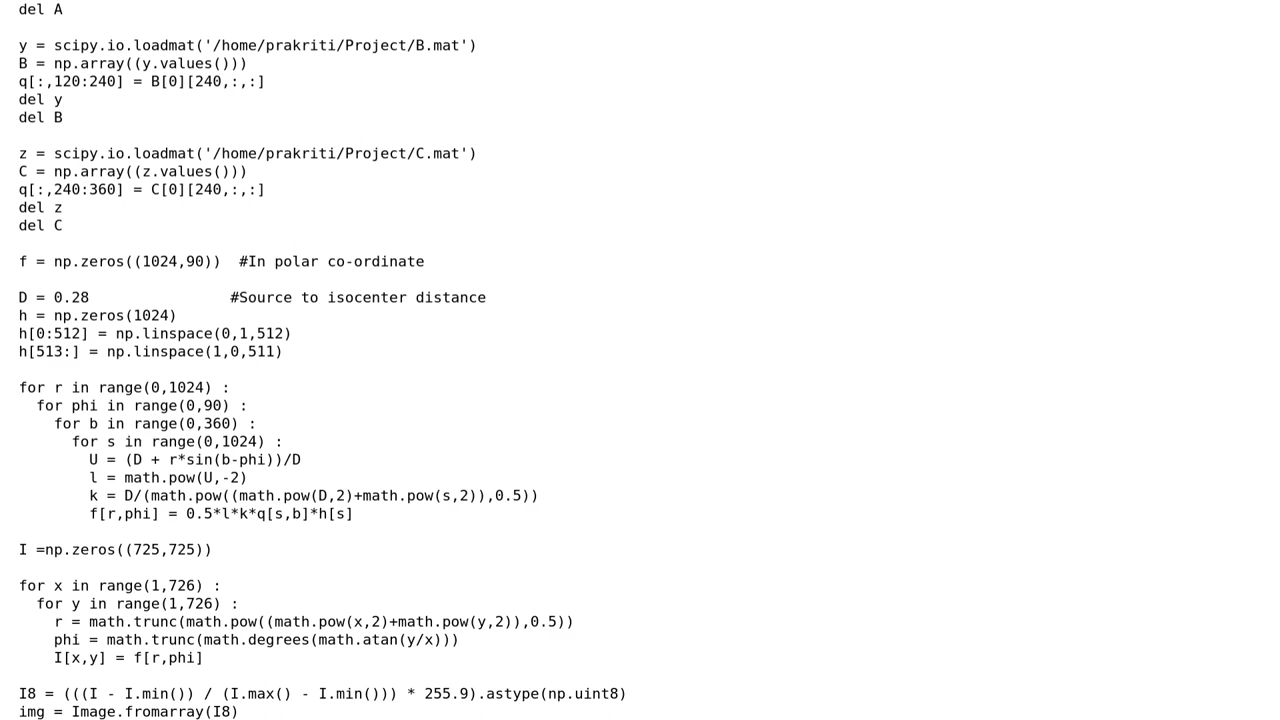 del A
y = scipy.io.loadmat('/home/prakriti/Project/B.mat')
B = np.array((y.values()))
q[:,120:240] = B[0][240,:,:]
del y
del B
z = scipy.io.loadmat('/home/prakriti/Project/C.mat')
C = np.array((z.values()))
q[:,240:360] = C[0][240,:,:]
del z
del C
f = np.zeros((1024,90))  #In polar co-ordinate
D = 0.28                #Source to isocenter distance
h = np.zeros(1024)
h[0:512] = np.linspace(0,1,512)
h[513:] = np.linspace(1,0,511)
for r in range(0,1024) :
  for phi in range(0,90) :
    for b in range(0,360) :
      for s in range(0,1024) :
        U = (D + r*sin(b-phi))/D
        l = math.pow(U,-2)
        k = D/(math.pow((math.pow(D,2)+math.pow(s,2)),0.5))
        f[r,phi] = 0.5*l*k*q[s,b]*h[s]
I =np.zeros((725,725))
for x in range(1,726) :
  for y in range(1,726) :
    r = math.trunc(math.pow((math.pow(x,2)+math.pow(y,2)),0.5))
    phi = math.trunc(math.degrees(math.atan(y/x)))
    I[x,y] = f[r,phi]
I8 = (((I - I.min()) / (I.max() - I.min())) * 255.9).astype(np.uint8)
img = Image.fromarray(I8)